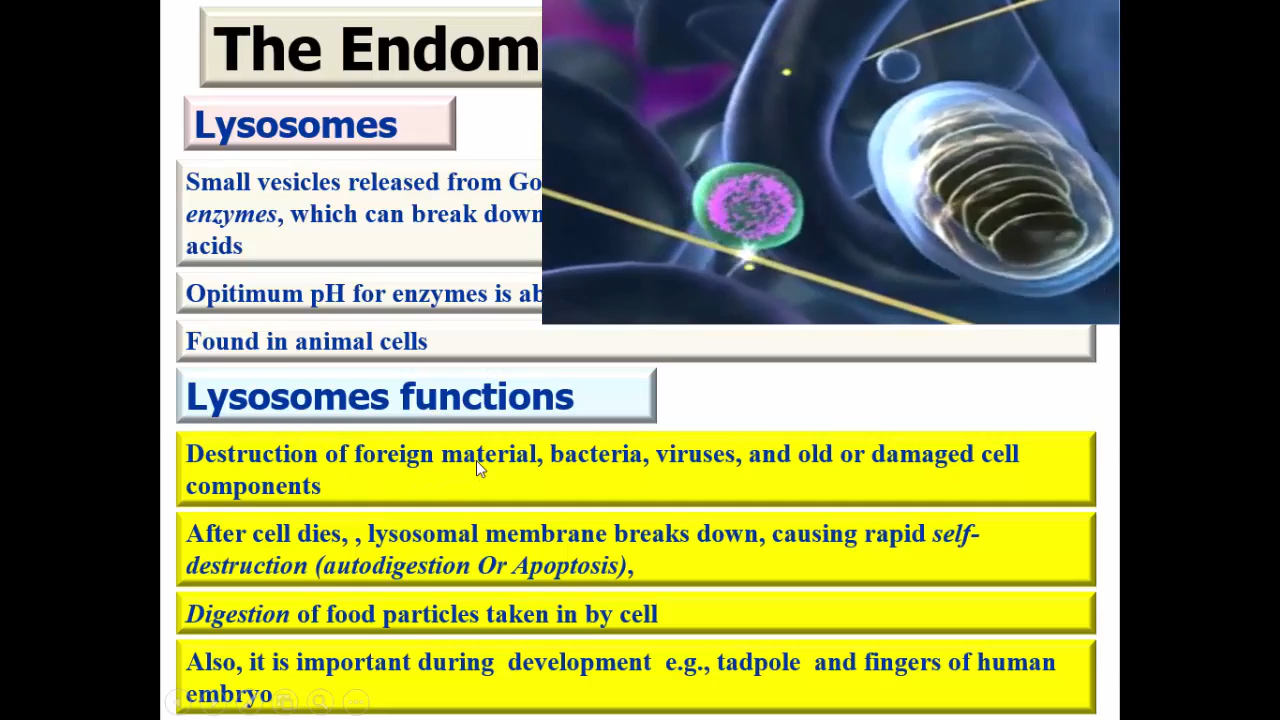 The Endom
Lysosomes
Small vesicles released from Go
enzymes, which can break down
acids
Opitimum pH for enzymes is ab
Found in animal cells
Lysosomes functions
Destruction of foreign material, bacteria, viruses, and old or damaged cell
components
After cell dies, , lysosomal membrane breaks down, causing rapid self-
destruction (autodigestion Or Apoptosis),
Digestion of food particles taken in by cell
Also, it is important during development e.g., tadpole and fingers of human
embryo